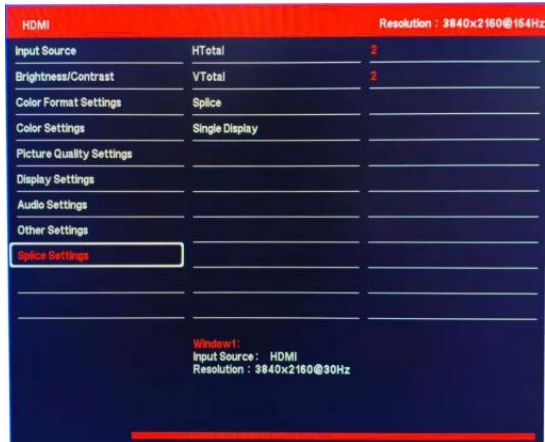 HDMI Resolution : 3840x2160@154Hz
Input Source HTotal 2
Brightness/Contrast VTotal 2
Color Format Settings Splice
Color Settings Single Display
Picture Quality Settings
Display Settings
Audio Settings
Other Settings
Splice Settings
Window1:
Input Source : HDMI
Resolution : 3840x2160@30Hz